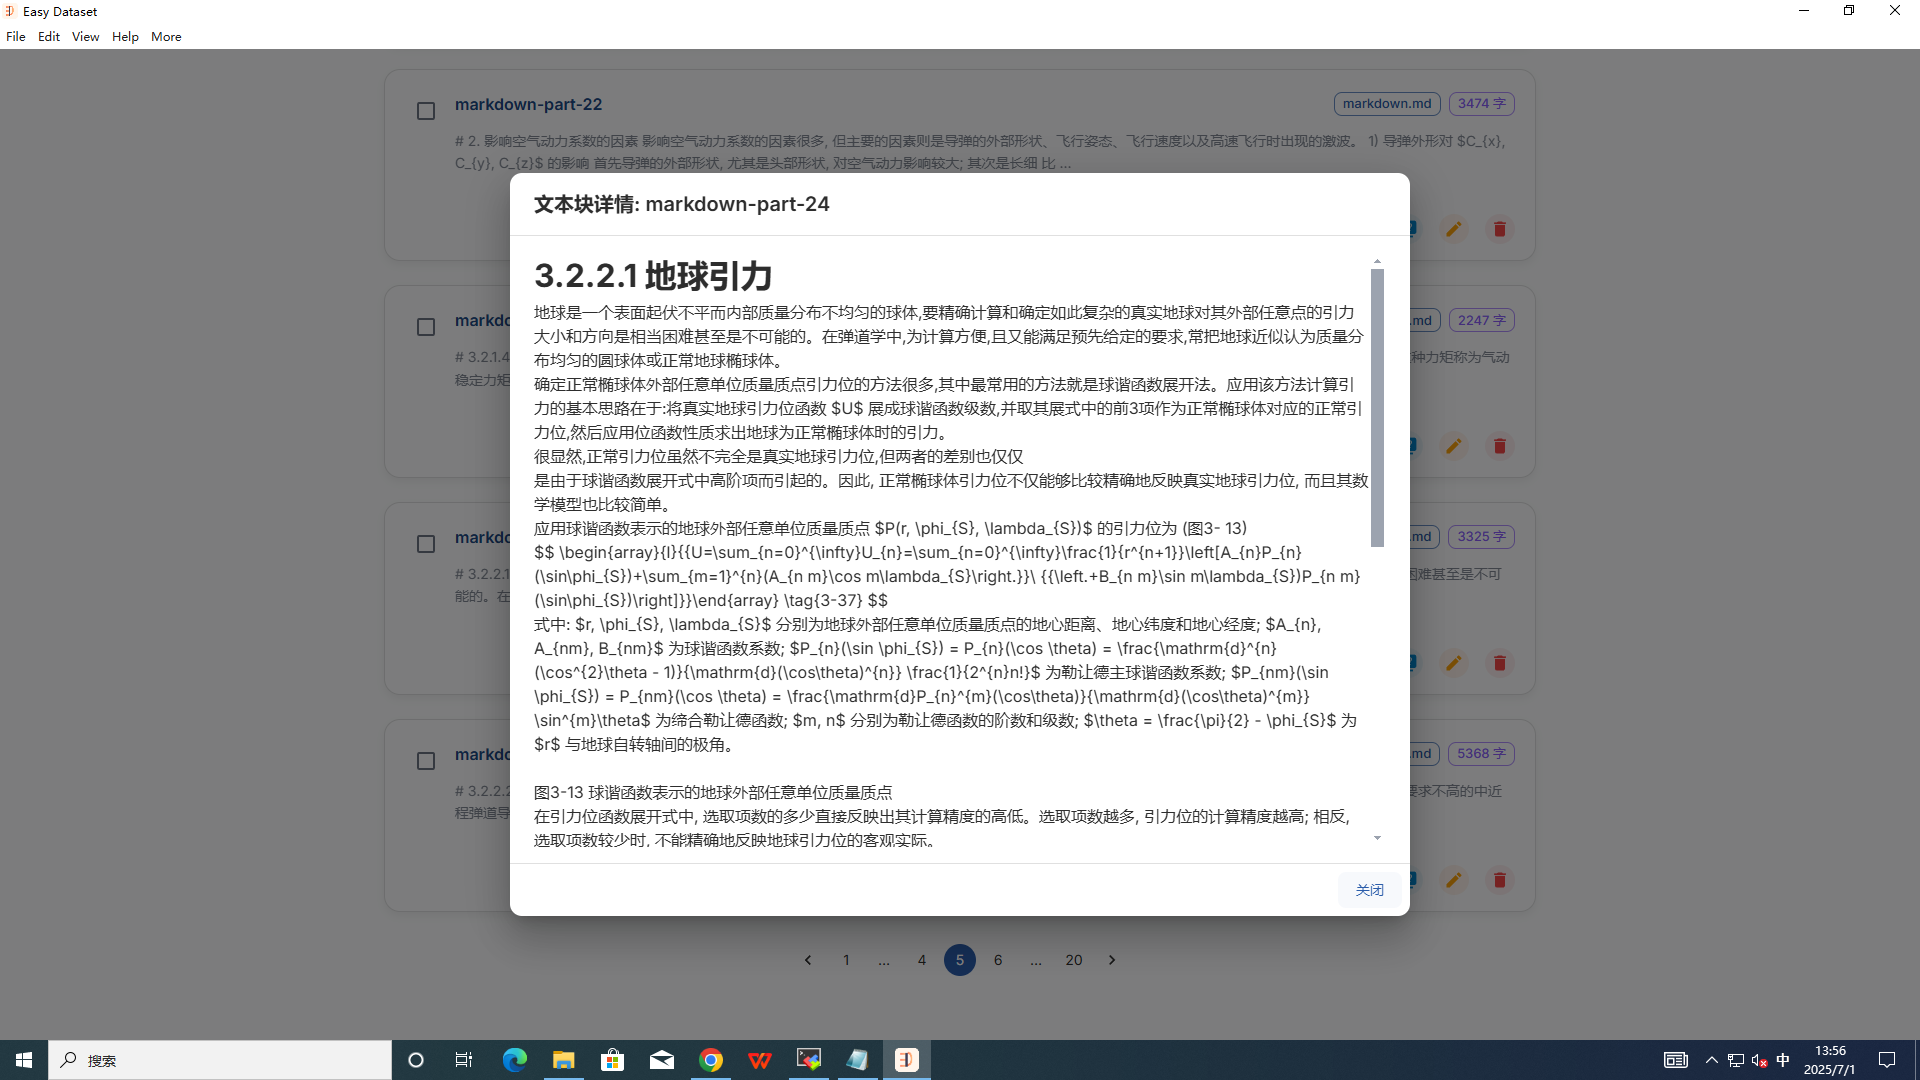 Easy Dataset
File Edit View Help More
markdown-part-22
markdown.md 3474 字
# 2. 影响空气动力系数的因素 影响空气动力系数的因素很多, 但主要的因素则是导弹的外部形状、飞行姿态、飞行速度以及高速飞行时出现的激波。 1) 导弹外形对 $C_{x},
C_{y}, C_{z}$ 的影响 首先导弹的外部形状, 尤其是头部形状, 对空气动力影响较大; 其次是长细 比 ...
文本块详情: markdown-part-24
3.2.2.1 地球引力
地球是一个表面起伏不平而内部质量分布不均匀的球体,要精确计算和确定如此复杂的真实地球对其外部任意点的引力
大小和方向是相当困难甚至是不可能的。在弹道学中,为计算方便,且又能满足预先给定的要求,常把地球近似认为质量分
布均匀的圆球体或正常地球椭球体。
确定正常椭球体外部任意单位质量质点引力位的方法很多,其中最常用的方法就是球谐函数展开法。应用该方法计算引
力的基本思路在于:将真实地球引力位函数 $U$ 展成球谐函数级数,并取其展式中的前3项作为正常椭球体对应的正常引
力位,然后应用位函数性质求出地球为正常椭球体时的引力。
很显然,正常引力位虽然不完全是真实地球引力位,但两者的差别也仅仅
是由于球谐函数展开式中高阶项而引起的。因此, 正常椭球体引力位不仅能够比较精确地反映真实地球引力位, 而且其数
学模型也比较简单。
应用球谐函数表示的地球外部任意单位质量质点 $P(r, \phi_{S}, \lambda_{S})$ 的引力位为 (图3- 13)
$$ \begin{array}{l}{{U=\sum_{n=0}^{\infty}U_{n}=\sum_{n=0}^{\infty}\frac{1}{r^{n+1}}\left[A_{n}P_{n}
(\sin\phi_{S})+\sum_{m=1}^{n}(A_{n m}\cos m\lambda_{S}\right.}}\ {{\left.+B_{n m}\sin m\lambda_{S})P_{n m}
(\sin\phi_{S})\right]}}\end{array} \tag{3-37} $$
式中: $r, \phi_{S}, \lambda_{S}$ 分别为地球外部任意单位质量质点的地心距离、地心纬度和地心经度; $A_{n},
A_{nm}, B_{nm}$ 为球谐函数系数; $P_{n}(\sin \phi_{S}) = P_{n}(\cos \theta) = \frac{\mathrm{d}^{n}
(\cos^{2}\theta - 1)}{\mathrm{d}(\cos\theta)^{n}} \frac{1}{2^{n}n!}$ 为勒让德主球谐函数系数; $P_{nm}(\sin
\phi_{S}) = P_{nm}(\cos \theta) = \frac{\mathrm{d}P_{n}^{m}(\cos\theta)}{\mathrm{d}(\cos\theta)^{m}}
\sin^{m}\theta$ 为缔合勒让德函数; $m, n$ 分别为勒让德函数的阶数和级数; $\theta = \frac{\pi}{2} - \phi_{S}$ 为
$r$ 与地球自转轴间的极角。
图3-13 球谐函数表示的地球外部任意单位质量质点
在引力位函数展开式中, 选取项数的多少直接反映出其计算精度的高低。选取项数越多, 引力位的计算精度越高; 相反,
选取项数较少时, 不能精确地反映地球引力位的客观实际。
关闭
markdo
.md 2247 字
# 3.2.1.4
种力矩称为气动
稳定力矩
markdo
.md 3325 字
# 3.2.2.1
困难甚至是不可
能的。在
markdo
.md 5368 字
# 3.2.2.2
要求不高的中近
程弹道导
1 ... 4 5 6 ... 20
搜索
中
13:56
2025/7/1